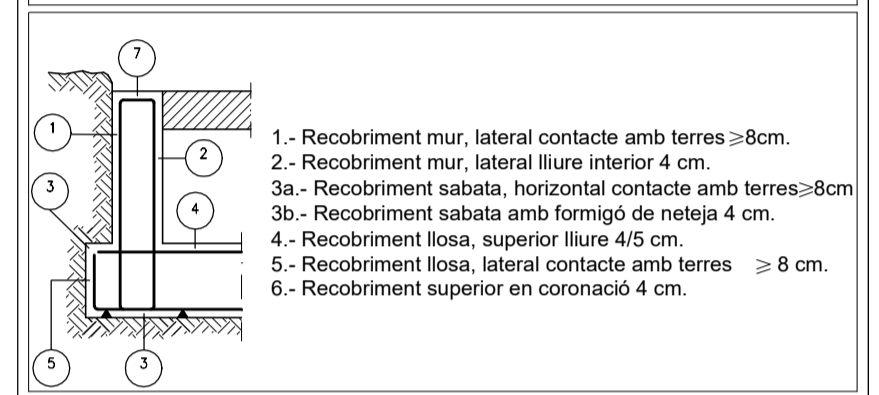 7
1
2
3
4
5
3
1.- Recobriment mur, lateral contacte amb terres ⩾8cm.
2.- Recobriment mur, lateral lliure interior 4 cm.
3a.- Recobriment sabata, horizontal contacte amb terres⩾8cm
3b.- Recobriment sabata amb formigó de neteja 4 cm.
4.- Recobriment llosa, superior lliure 4/5 cm.
5.- Recobriment llosa, lateral contacte amb terres ⩾ 8 cm.
6.- Recobriment superior en coronació 4 cm.